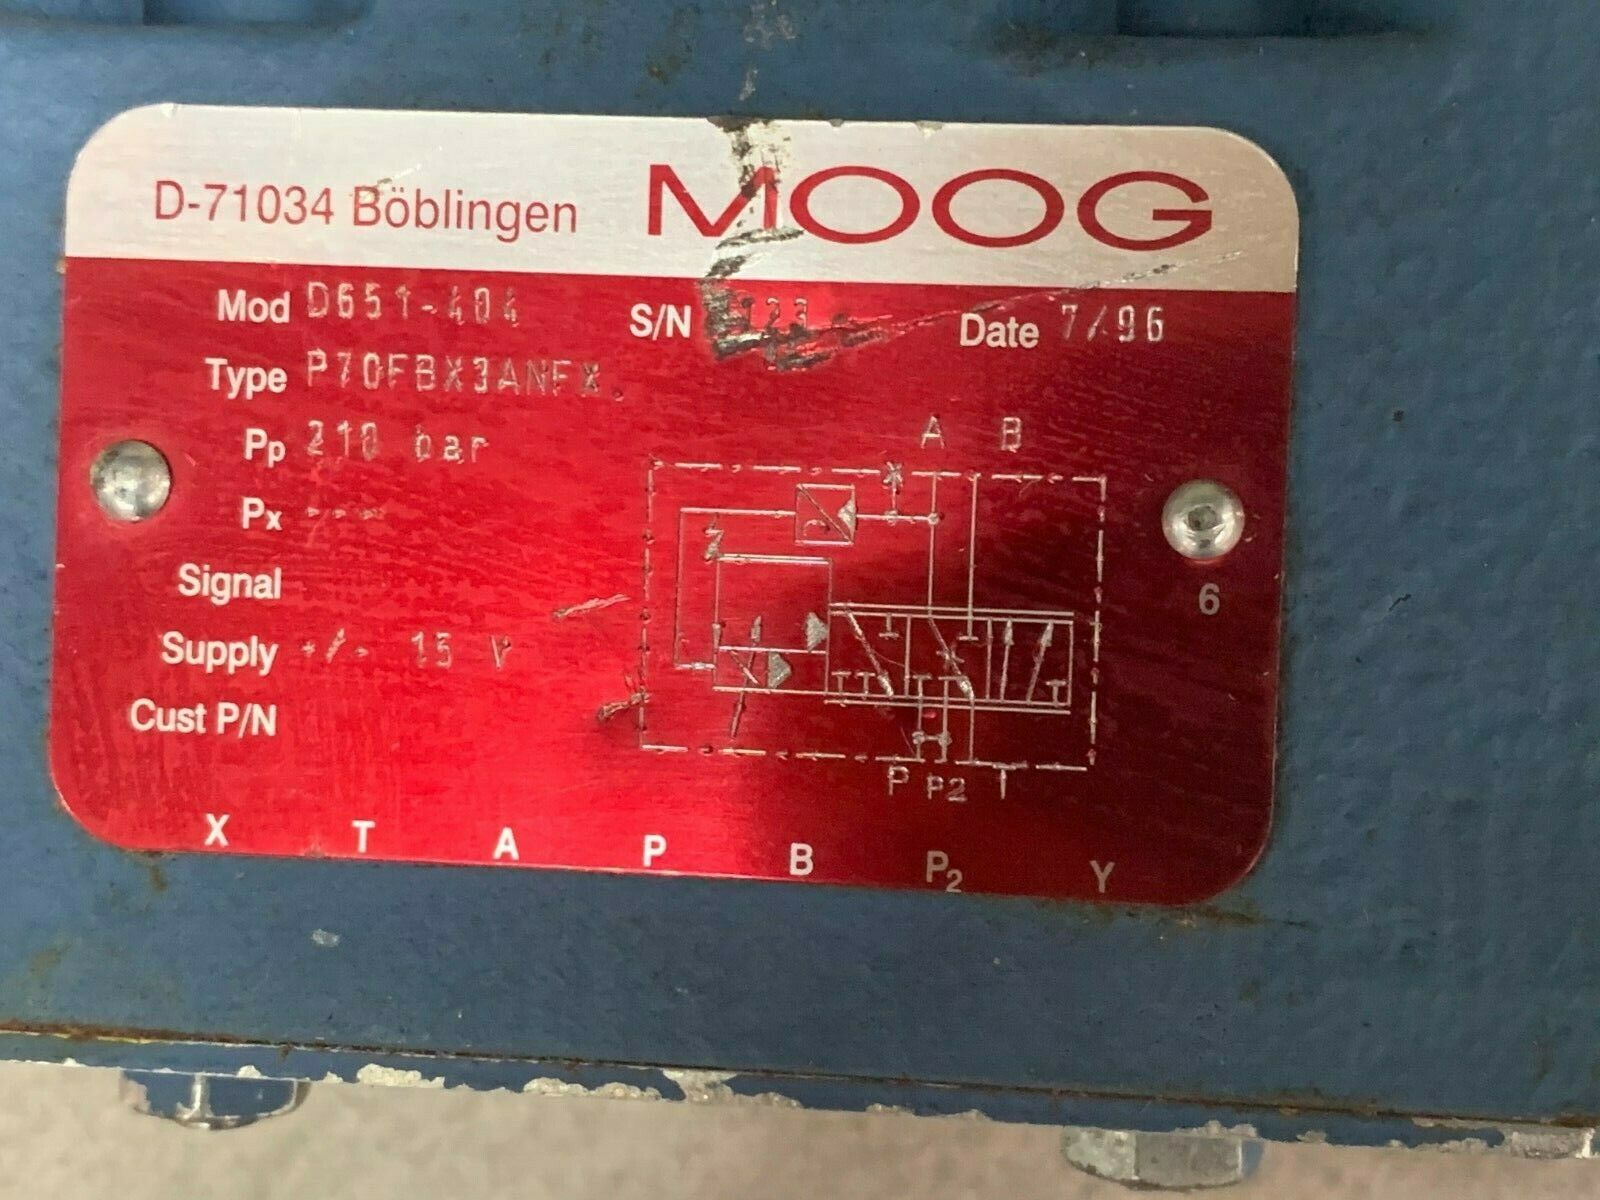 D-71034 Böblingen MOOG
Mod D651-404 S/N Date 7/96
Type P70FBX3ANFX.
Pp 210 bar
Px ---
Signal
Supply +/- 15 V
Cust P/N
A B
6
P P2 T
X T A P B P2 Y